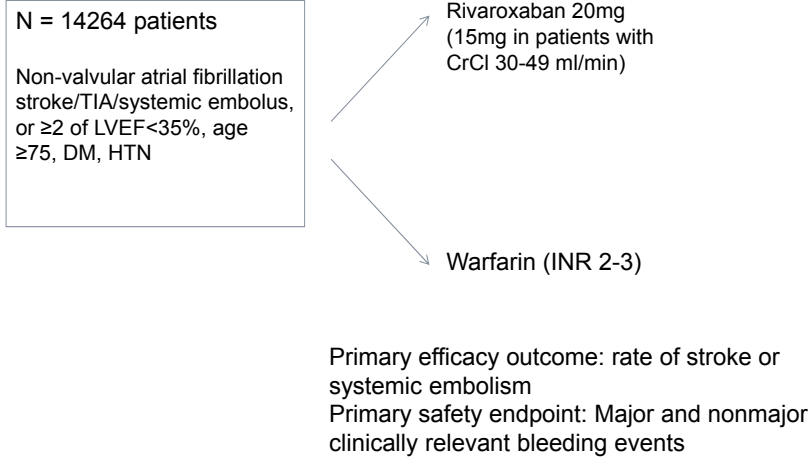 N = 14264 patients
Non-valvular atrial fibrillation
stroke/TIA/systemic embolus,
or ≥2 of LVEF<35%, age
≥75, DM, HTN
Rivaroxaban 20mg
(15mg in patients with
CrCl 30-49 ml/min)
Warfarin (INR 2-3)
Primary efficacy outcome: rate of stroke or
systemic embolism
Primary safety endpoint: Major and nonmajor
clinically relevant bleeding events